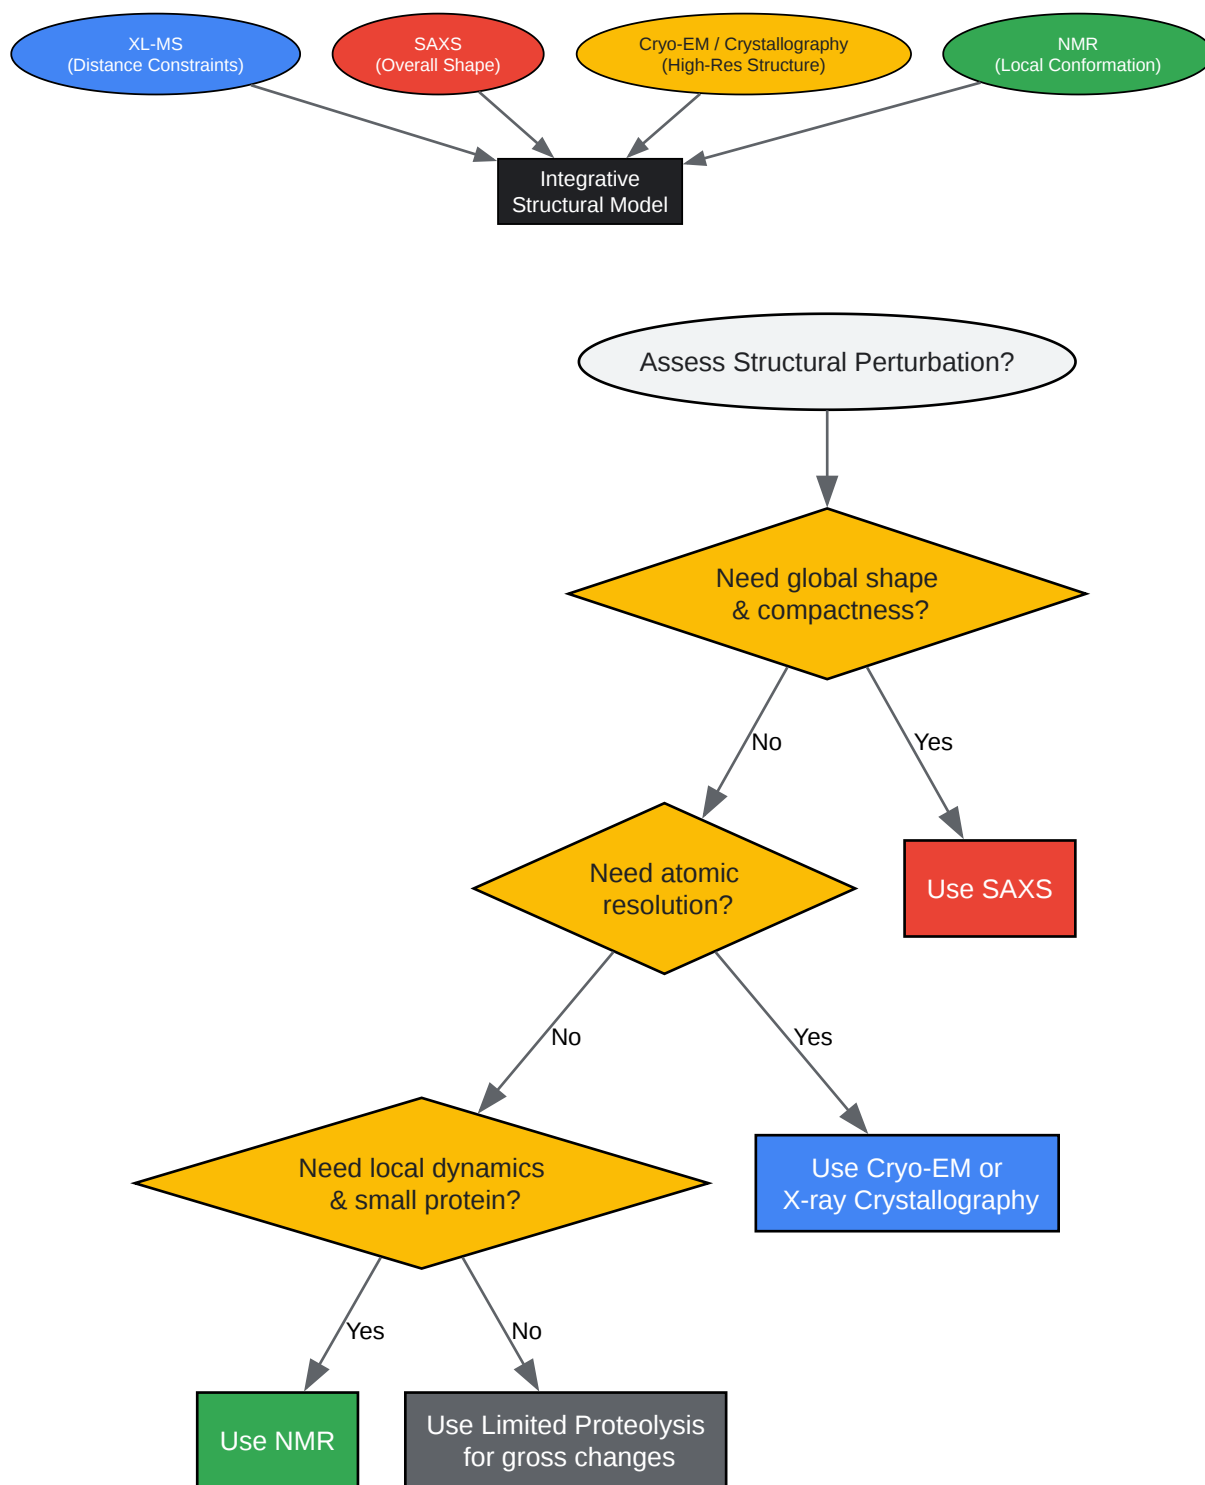 XL-MS
(Distance Constraints)
SAXS
(Overall Shape)
Cryo-EM / Crystallography
(High-Res Structure)
NMR
(Local Conformation)
Integrative
Structural Model
Assess Structural Perturbation?
Need global shape
& compactness?
No
Yes
Need atomic
resolution?
Use SAXS
No
Yes
Need local dynamics
& small protein?
Use Cryo-EM or
X-ray Crystallography
Yes
No
Use NMR
Use Limited Proteolysis
for gross changes